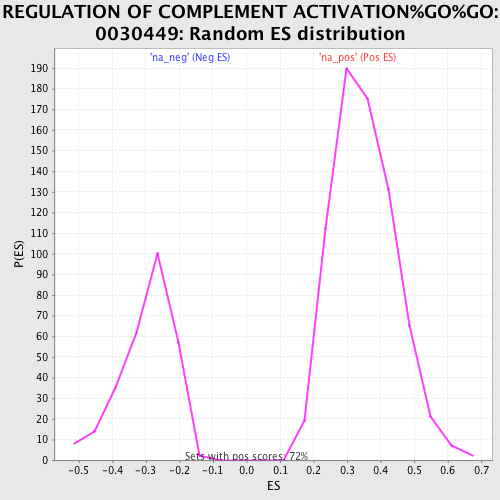 REGULATION OF COMPLEMENT ACTIVATION%GO%GO:
0030449: Random ES distribution
'na_neg' (Neg ES)
'na_pos' (Pos ES)
190
180
170
160
150
140
130
120
110
100
90
80
70
60
50
40
30
20
10
0
P(ES)
Sets with pos scores: 72%
-0.5 -0.4 -0.3 -0.2 -0.1 0.0 0.1 0.2 0.3 0.4 0.5 0.6 0.7
ES